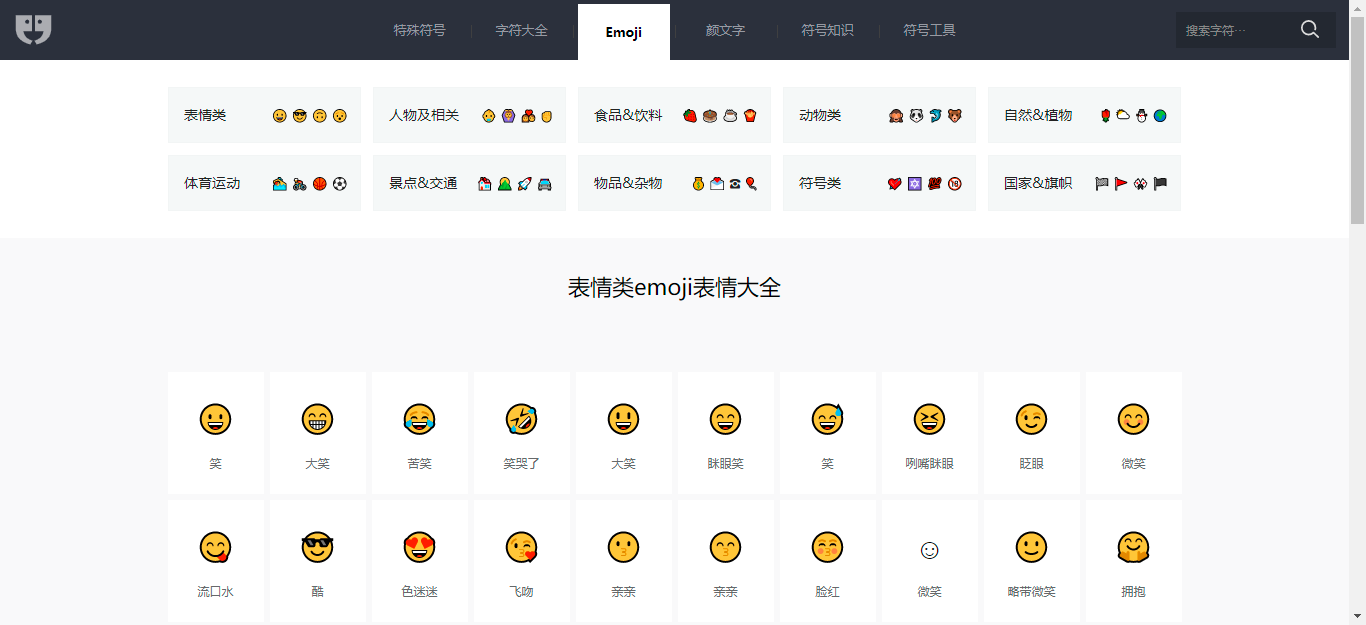 特殊符号 字符大全 Emoji 颜文字 符号知识 符号工具 搜索字符…
表情类 人物及相关 食品&饮料 动物类 自然&植物
体育运动 景点&交通 物品&杂物 符号类 国家&旗帜
表情类emoji表情大全
笑 大笑 苦笑 笑哭了 大笑 眯眼笑 笑 咧嘴眯眼 眨眼 微笑
流口水 酷 色迷迷 飞吻 亲亲 亲亲 脸红 微笑 略带微笑 拥抱